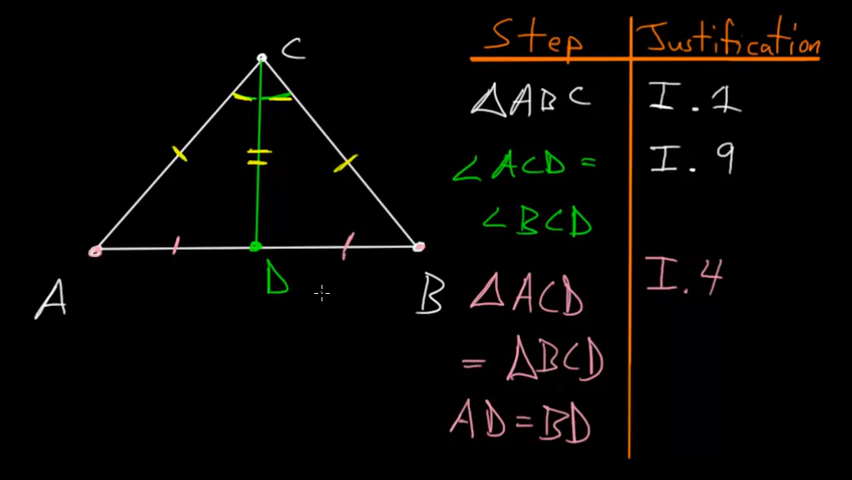 C
A
D
B
Step Justification
△ABC I.1
∠ACD = I.9
∠BCD
△ACD I.4
= △BCD
AD=BD